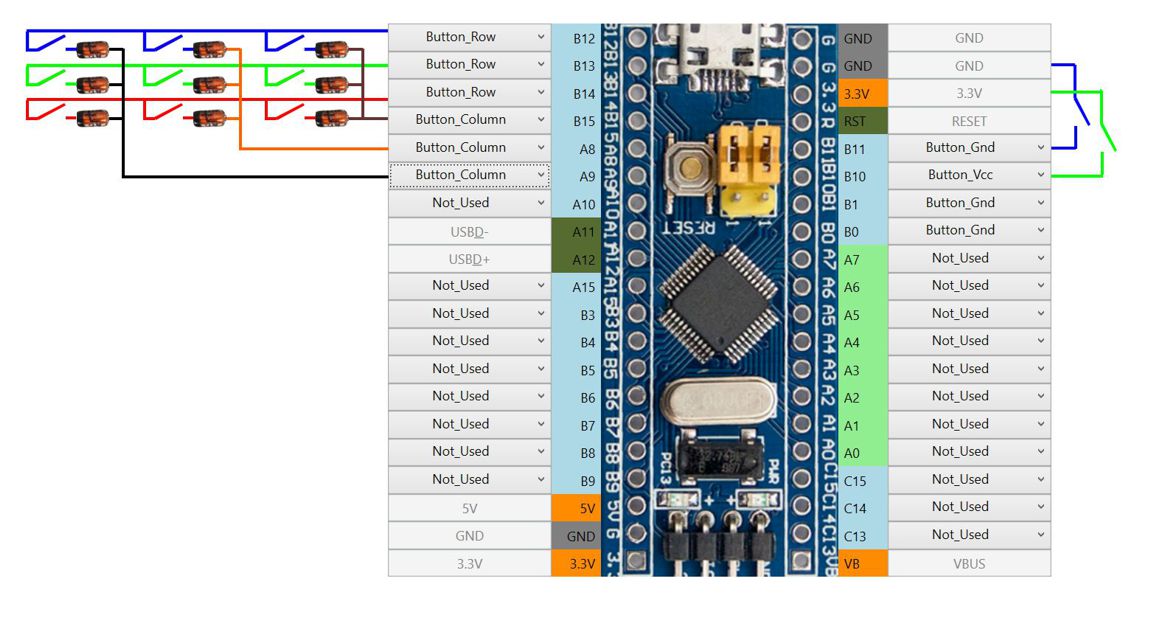 Button_Row B12 GND GND
Button_Row B13 GND GND
Button_Row B14 3.3V 3.3V
Button_Column B15 RST RESET
Button_Column A8 B11 Button_Gnd
Button_Column A9 B10 Button_Vcc
Not_Used A10 B1 Button_Gnd
USBD- A11 B0 Button_Gnd
USBD+ A12 A7 Not_Used
Not_Used A15 A6 Not_Used
Not_Used B3 A5 Not_Used
Not_Used B4 A4 Not_Used
Not_Used B5 A3 Not_Used
Not_Used B6 A2 Not_Used
Not_Used B7 A1 Not_Used
Not_Used B8 A0 Not_Used
Not_Used B9 C15 Not_Used
5V 5V C14 Not_Used
GND GND C13 Not_Used
3.3V 3.3V VB VBUS
B12
B13
B14
B15
A8
A9
A10
A11
A12
A15
B3
B4
B5
B6
B7
B8
B9
5V
G
3.
RESET
PC13
PWR
G
G
3.3
R
B11
B10
B1
B0
A7
A6
A5
A4
A3
A2
A1
A0
C15
C14
C13
VB